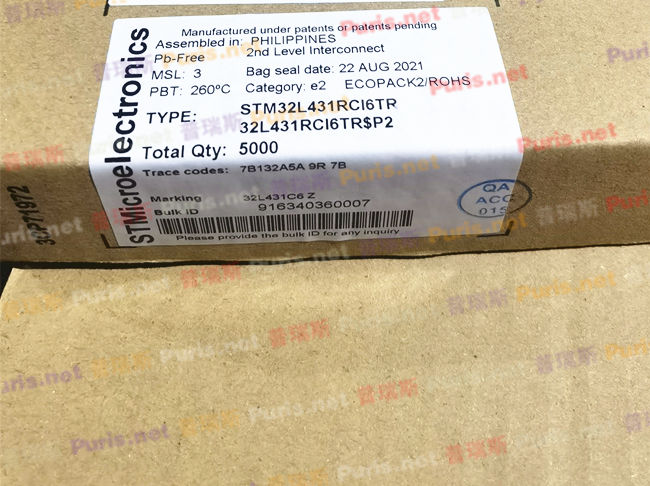 Manufactured under patents or patents pending
Assembled in: PHILIPPINES
Pb-Free 2nd Level Interconnect
MSL: 3 Bag seal date: 22 AUG 2021
PBT: 260°C Category: e2 ECOPACK2/ROHS
TYPE: STM32L431RCI6TR
32L431RCI6TR$P2
Total Qty: 5000
Trace codes: 7B132A5A 9R 7B
Marking 32L431C6 Z
Bulk ID 916340360007
Please provide the bulk ID for any inquiry
STMicroelectronics
QA
ACC
015
普瑞斯 Puris.net